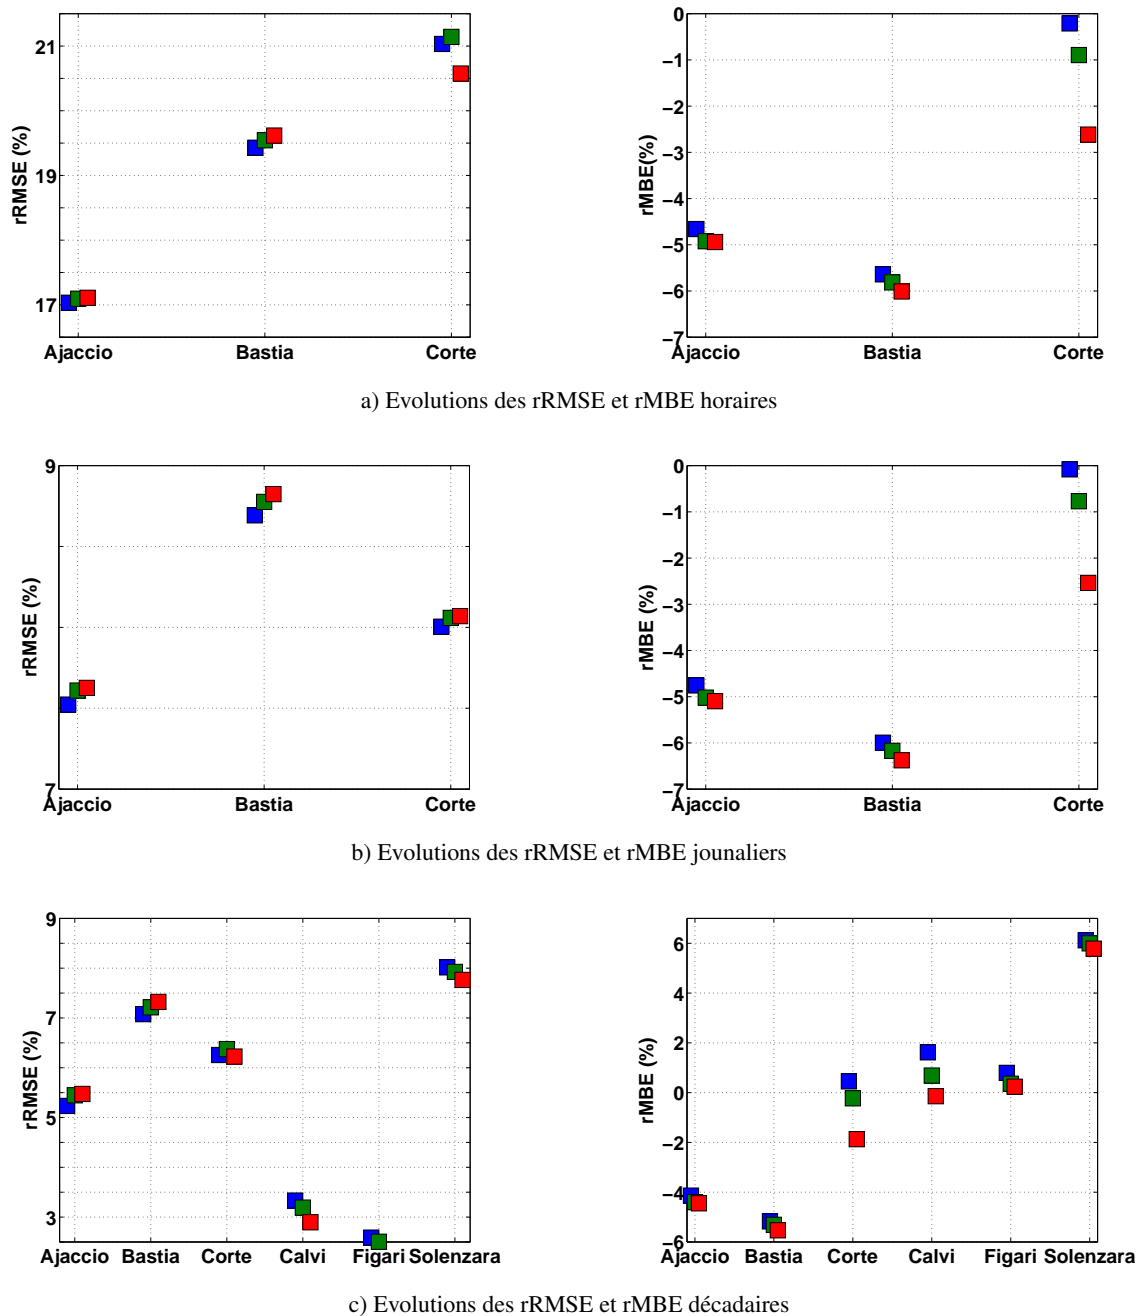 rRMSE (%)
21
19
17
Ajaccio Bastia Corte
rMBE(%)
0
−1
−2
−3
−4
−5
−6
−7
Ajaccio Bastia Corte
a) Evolutions des rRMSE et rMBE horaires
rRMSE (%)
9
7
Ajaccio Bastia Corte
rMBE (%)
0
−1
−2
−3
−4
−5
−6
−7
Ajaccio Bastia Corte
b) Evolutions des rRMSE et rMBE jounaliers
rRMSE (%)
9
7
5
3
Ajaccio Bastia Corte Calvi Figari Solenzara
rMBE (%)
6
4
2
0
−2
−4
−6
Ajaccio Bastia Corte Calvi Figari Solenzara
c) Evolutions des rRMSE et rMBE décadaires